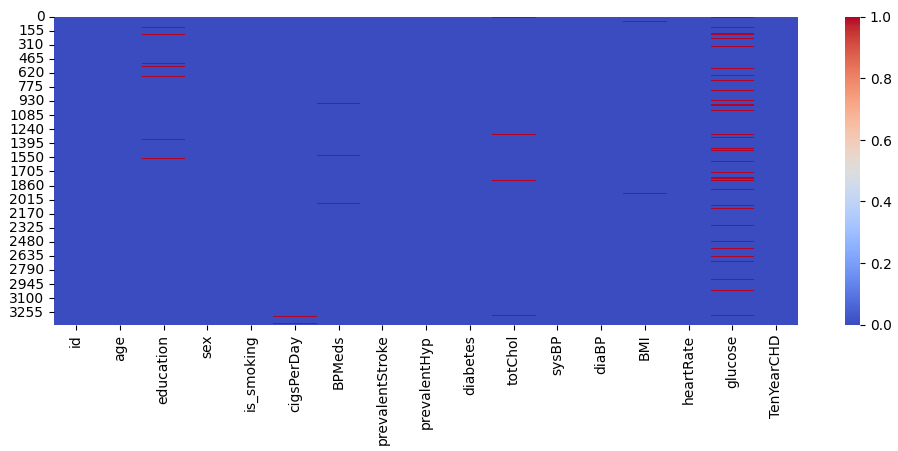 0
155
310
465
620
775
930
1085
1240
1395
1550
1705
1860
2015
2170
2325
2480
2635
2790
2945
3100
3255
id
age
education
sex
is_smoking
cigsPerDay
BPMeds
prevalentStroke
prevalentHyp
diabetes
totChol
sysBP
diaBP
BMI
heartRate
glucose
TenYearCHD
1.0
0.8
0.6
0.4
0.2
0.0